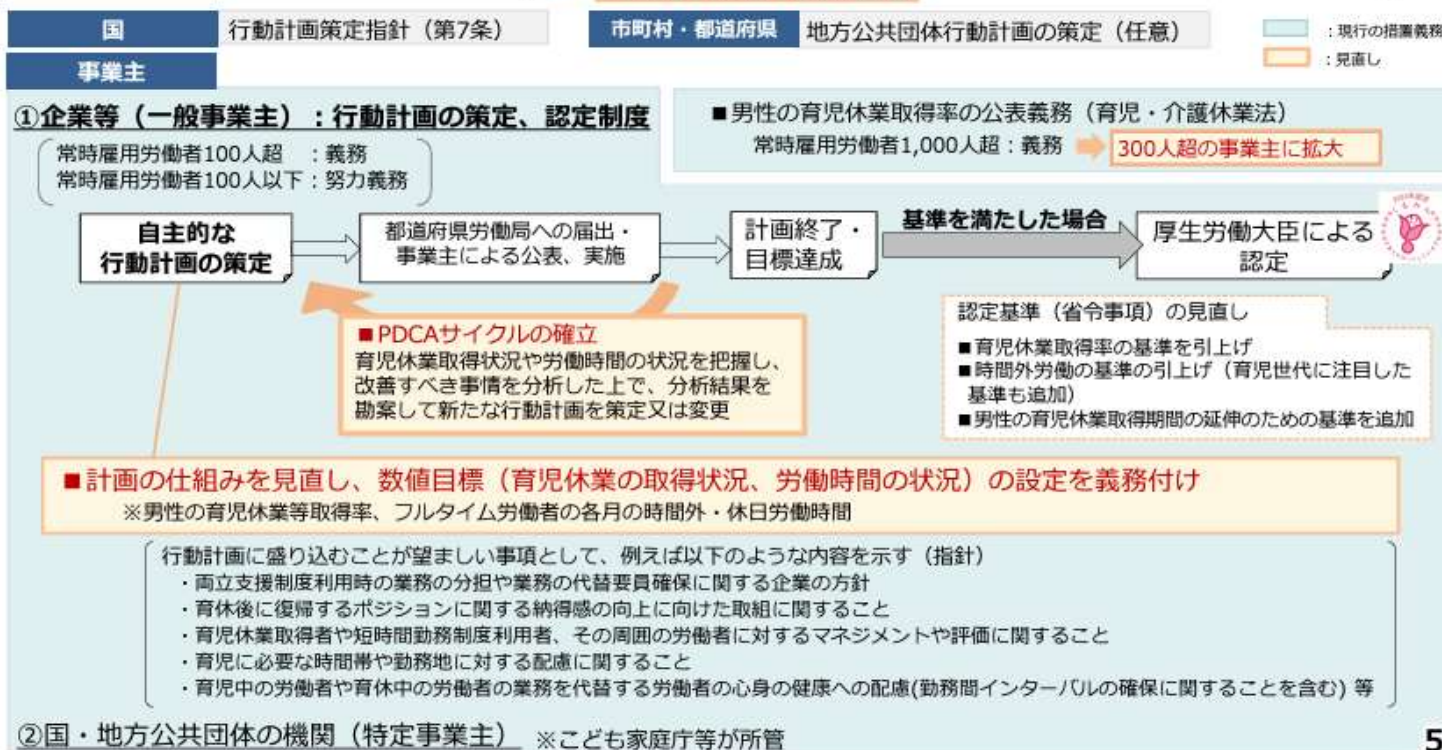 国 行動計画策定指針（第7条） 市町村・都道府県 地方公共団体行動計画の策定（任意）
：現行の措置義務
：見直し
事業主
①企業等（一般事業主）：行動計画の策定、認定制度
常時雇用労働者100人超　：義務
常時雇用労働者100人以下：努力義務
■男性の育児休業取得率の公表義務（育児・介護休業法）
常時雇用労働者1,000人超：義務 300人超の事業主に拡大
自主的な
行動計画の策定
都道府県労働局への届出・
事業主による公表、実施
計画終了・
目標達成
基準を満たした場合
厚生労働大臣による
認定
■PDCAサイクルの確立
育児休業取得状況や労働時間の状況を把握し、
改善すべき事情を分析した上で、分析結果を
勘案して新たな行動計画を策定又は変更
認定基準（省令事項）の見直し
■育児休業取得率の基準を引上げ
■時間外労働の基準の引上げ（育児世代に注目した
基準も追加）
■男性の育児休業取得期間の延伸のための基準を追加
■計画の仕組みを見直し、数値目標（育児休業の取得状況、労働時間の状況）の設定を義務付け
※男性の育児休業等取得率、フルタイム労働者の各月の時間外・休日労働時間
行動計画に盛り込むことが望ましい事項として、例えば以下のような内容を示す（指針）
・両立支援制度利用時の業務の分担や業務の代替要員確保に関する企業の方針
・育休後に復帰するポジションに関する納得感の向上に向けた取組に関すること
・育児休業取得者や短時間勤務制度利用者、その周囲の労働者に対するマネジメントや評価に関すること
・育児に必要な時間帯や勤務地に対する配慮に関すること
・育児中の労働者や育休中の労働者の業務を代替する労働者の心身の健康への配慮(勤務間インターバルの確保に関することを含む) 等
②国・地方公共団体の機関（特定事業主） ※こども家庭庁等が所管
5